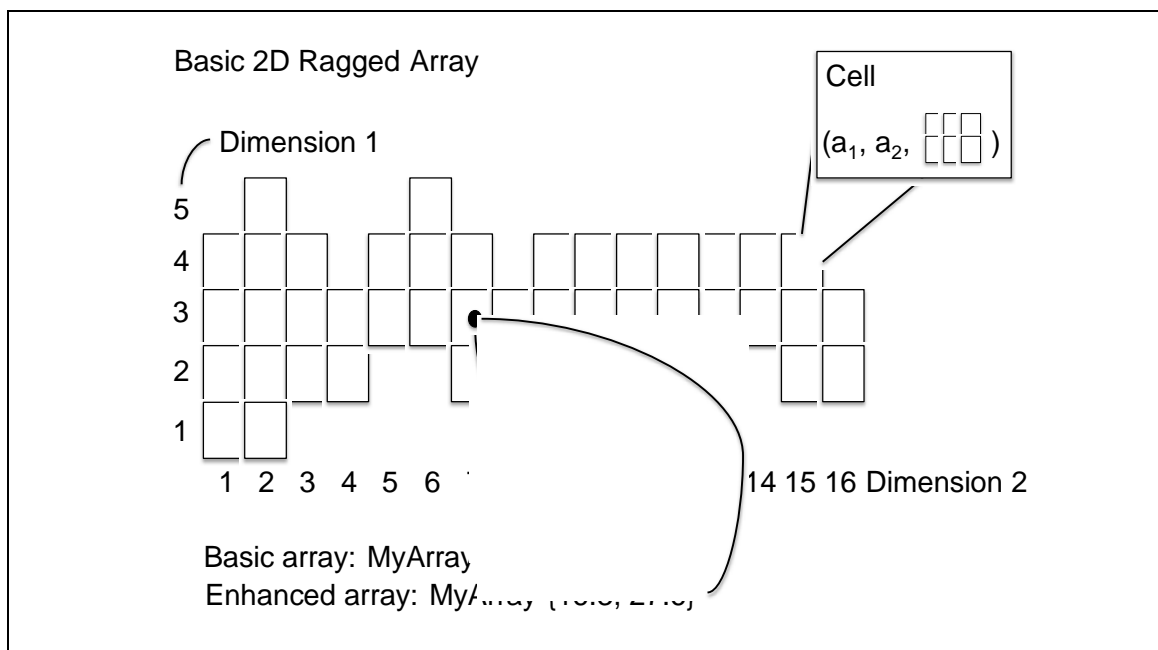 Basic 2D Ragged Array
Cell
(a₁, a₂, )
Dimension 1
5
4
3
2
1
1 2 3 4 5 6 14 15 16 Dimension 2
Basic array: MyArray
Enhanced array: MyArray